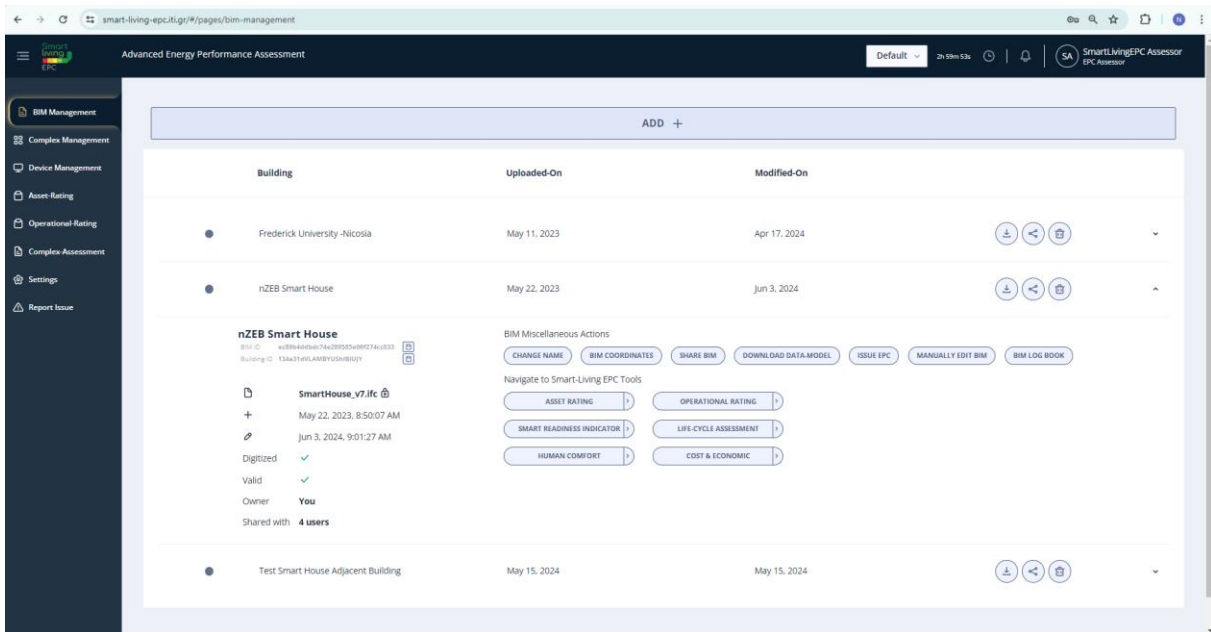 smart-living-epc.iti.gr/#/pages/bim-management
N
Smart
living
EPC
Advanced Energy Performance Assessment
Default
2h 59m 53s
SA
SmartLivingEPC Assessor
EPC Assessor
BIM Management
Complex Management
Device Management
Asset-Rating
Operational-Rating
Complex-Assessment
Settings
Report Issue
ADD +
Building Uploaded-On Modified-On
Frederick University -Nicosia May 11, 2023 Apr 17, 2024
nZEB Smart House May 22, 2023 Jun 3, 2024
nZEB Smart House
BIM ID
Building ID
SmartHouse_v7.ifc
May 22, 2023, 8:50:07 AM
Jun 3, 2024, 9:01:27 AM
Digitized
Valid
Owner You
Shared with 4 users
BIM Miscellaneous Actions
CHANGE NAME BIM COORDINATES SHARE BIM DOWNLOAD DATA-MODEL ISSUE EPC MANUALLY EDIT BIM BIM LOG BOOK
Navigate to Smart-Living EPC Tools
ASSET RATING OPERATIONAL RATING
SMART READINESS INDICATOR LIFE-CYCLE ASSESSMENT
HUMAN COMFORT COST & ECONOMIC
Test Smart House Adjacent Building May 15, 2024 May 15, 2024